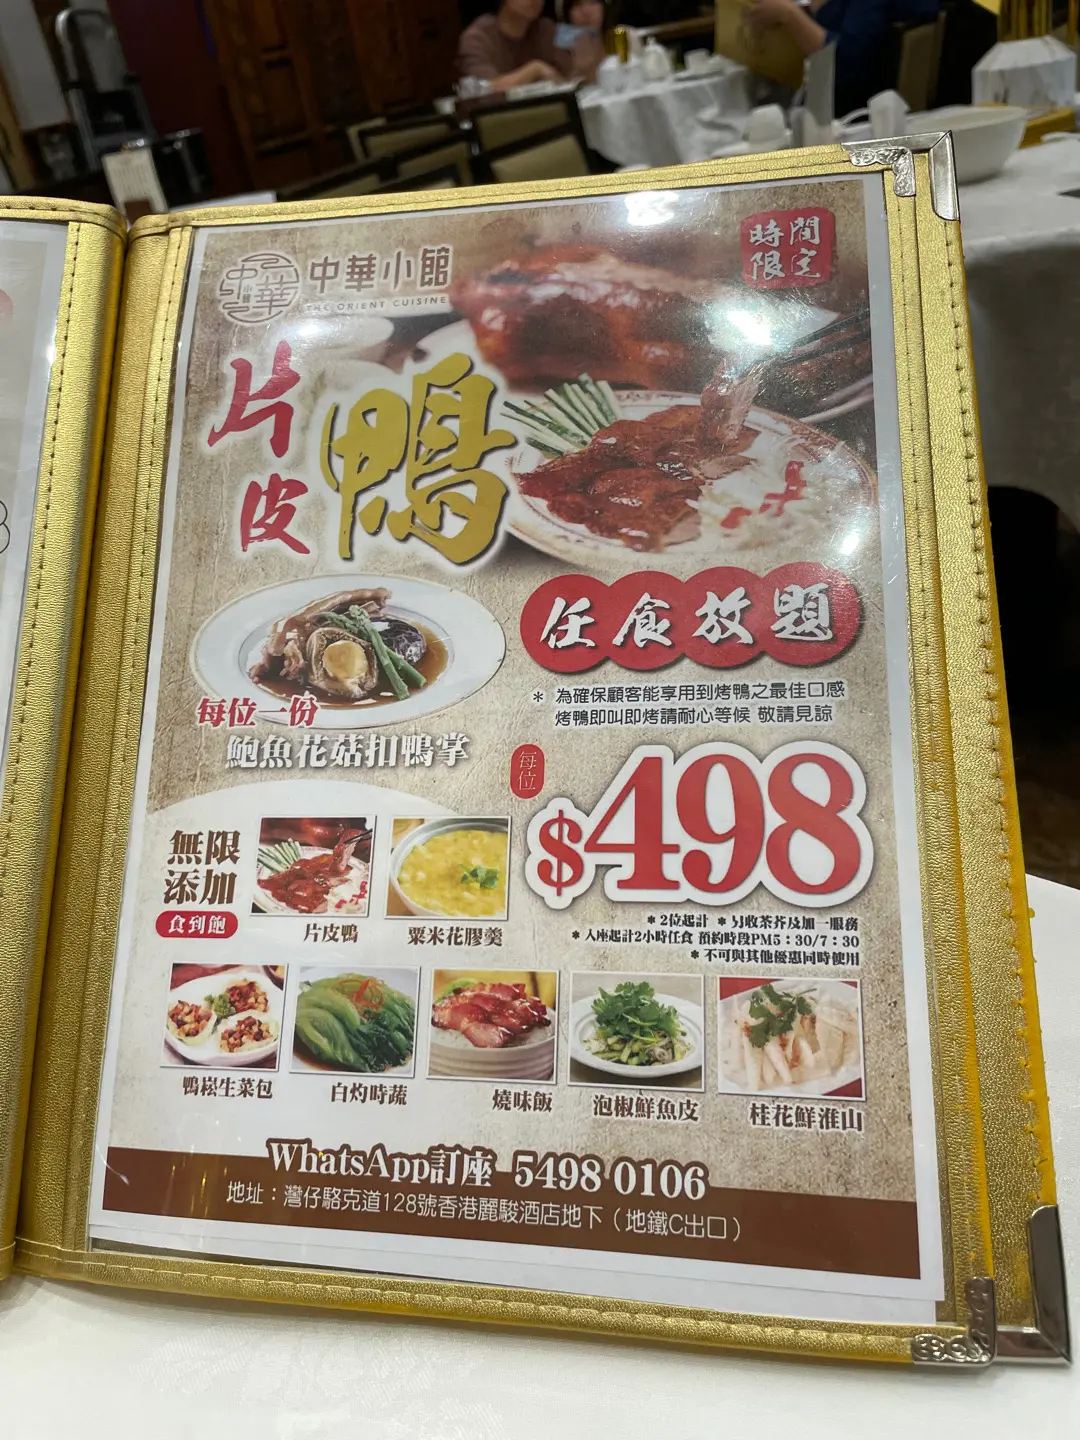 時間
限定
中華小館
中華小館
THE ORIENT CUISINE
片皮鴨
任食放題
* 為確保顧客能享用到烤鴨之最佳口感
烤鴨即叫即烤請耐心等候 敬請見諒
每位一份
鮑魚花菇扣鴨掌
每位
$498
* 2位起計 * 另收茶芥及加一服務
* 入座起計2小時任食 預約時段PM5:30/7:30
* 不可與其他優惠同時使用
無限
添加
食到飽
片皮鴨
粟米花膠羹
鴨崧生菜包
白灼時蔬
燒味飯
泡椒鮮魚皮
桂花鮮淮山
WhatsApp訂座 5498 0106
地址:灣仔駱克道128號香港麗駿酒店地下(地鐵C出口)